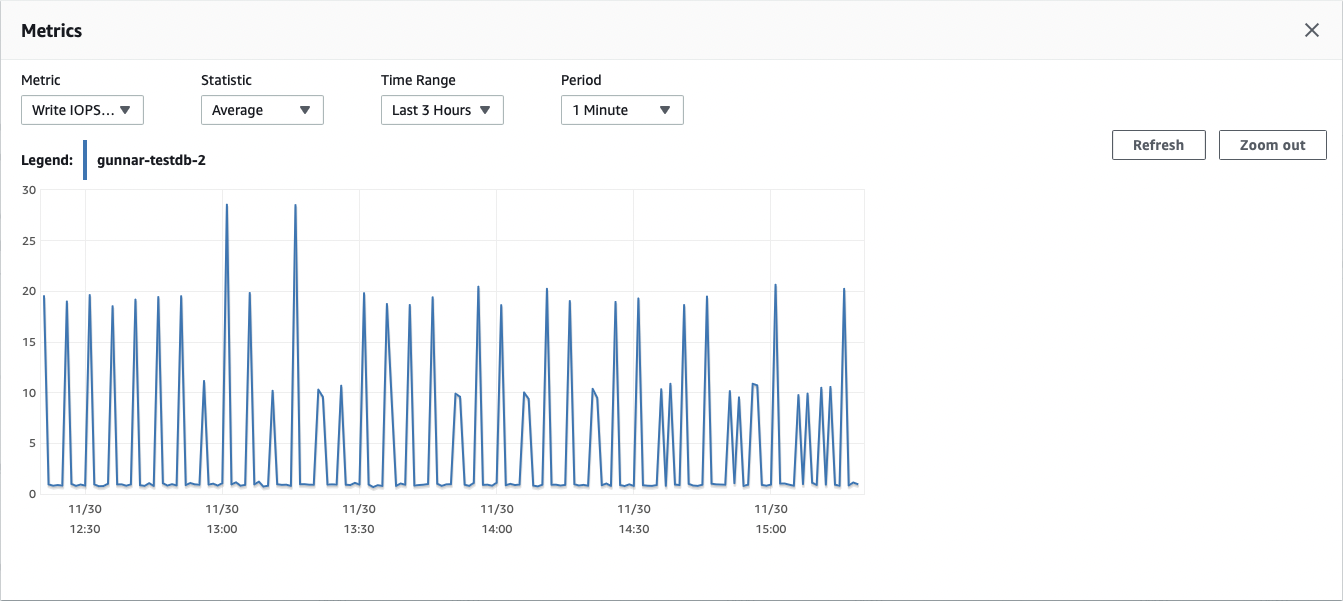 Metrics
Metric Statistic Time Range Period
Write IOPS... Average Last 3 Hours 1 Minute
Refresh Zoom out
Legend: gunnar-testdb-2
30
25
20
15
10
5
0
11/30 11/30 11/30 11/30 11/30 11/30
12:30 13:00 13:30 14:00 14:30 15:00